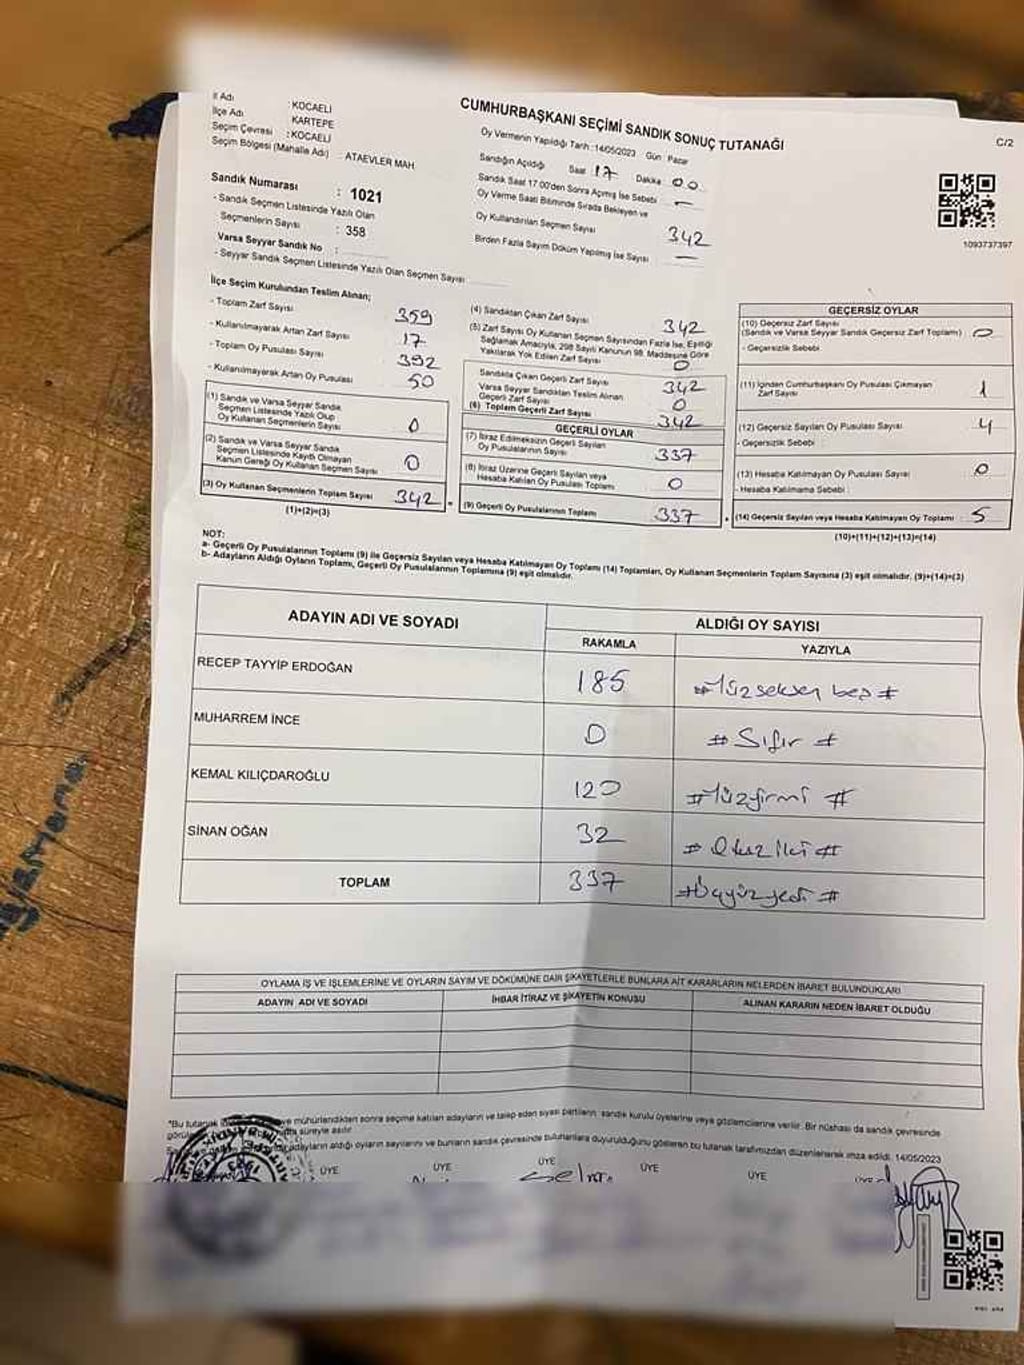 İl Adı : KOCAELİ
İlçe Adı KARTEPE
Seçim Çevresi : KOCAELİ
Seçim Bölgesi (Mahalle Adı) : ATAEVLER MAH.
Sandık Numarası : 1021
- Sandık Seçmen Listesinde Yazılı Olan
Seçmenlerin Sayısı : 358
Varsa Seyyar Sandık No :
- Seyyar Sandık Seçmen Listesinde Yazılı Olan Seçmen Sayısı
CUMHURBAŞKANI SEÇİMİ SANDIK SONUÇ TUTANAĞI
C/2
Oy Vermenin Yapıldığı Tarih : 14/05/2023 Gün Pazar
Sandığın Açıldığı Saat 17 Dakika 00
Sandık Saat 17:00'den Sonra Açılmış İse Sebebi —
Oy Verme Saati Bitiminde Sırada Bekleyen ve
Oy Kullandırılan Seçmen Sayısı 342
Birden Fazla Sayım Döküm Yapılmış İse Sayısı —
1093737397
İlçe Seçim Kurulundan Teslim Alınan;
- Toplam Zarf Sayısı 359
- Kullanılmayarak Artan Zarf Sayısı 17
- Toplam Oy Pusulası Sayısı 392
- Kullanılmayarak Artan Oy Pusulası 50
(1) Sandık ve Varsa Seyyar Sandık
Seçmen Listesinde Yazılı Olup
Oy Kullanan Seçmenlerin Sayısı 0
(2) Sandık ve Varsa Seyyar Sandık
Seçmen Listesinde Kayıtlı Olmayan
Kanun Gereği Oy Kullanan Seçmen Sayısı 0
(3) Oy Kullanan Seçmenlerin Toplam Sayısı 342
(1)+(2)=(3)
(4) Sandıktan Çıkan Zarf Sayısı 342
(5) Zarf Sayısı Oy Kullanan Seçmen Sayısından Fazla İse, Eşitliği
Sağlamak Amacıyla, 298 Sayılı Kanunun 98. Maddesine Göre
Yakılarak Yok Edilen Zarf Sayısı 0
Sandıkta Çıkan Geçerli Zarf Sayısı 342
Varsa Seyyar Sandıktan Teslim Alınan
Geçerli Zarf Sayısı 0
(6) Toplam Geçerli Zarf Sayısı 342
GEÇERLİ OYLAR
(7) İtiraz Edilmeksizin Geçerli Sayılan
Oy Pusulalarının Sayısı 337
(8) İtiraz Üzerine Geçerli Sayılan veya
Hesaba Katılan Oy Pusulası Toplamı 0
(9) Geçerli Oy Pusulalarının Toplamı 337
GEÇERSİZ OYLAR
(10) Geçersiz Zarf Sayısı
(Sandık ve Varsa Seyyar Sandık Geçersiz Zarf Toplamı) 0
- Geçersizlik Sebebi
(11) İçinden Cumhurbaşkanı Oy Pusulası Çıkmayan
Zarf Sayısı 1
(12) Geçersiz Sayılan Oy Pusulası Sayısı 4
- Geçersizlik Sebebi :
(13) Hesaba Katılmayan Oy Pusulası Sayısı 0
- Hesaba Katılmama Sebebi :
(14) Geçersiz Sayılan veya Hesaba Katılmayan Oy Toplamı : 5
(10)+(11)+(12)+(13)=(14)
NOT:
a- Geçerli Oy Pusulalarının Toplamı (9) ile Geçersiz Sayılan veya Hesaba Katılmayan Oy Toplamı (14) Toplamları, Oy Kullanan Seçmenlerin Toplam Sayısına (3) eşit olmalıdır. (9)+(14)=(3)
b- Adayların Aldığı Oyların Toplamı, Geçerli Oy Pusulalarının Toplamına (9) eşit olmalıdır.
ADAYIN ADI VE SOYADI ALDIĞI OY SAYISI
RAKAMLA YAZIYLA
RECEP TAYYİP ERDOĞAN 185 #Yüzseksen beş #
MUHARREM İNCE 0 # Sıfır #
KEMAL KILIÇDAROĞLU 120 #Yüzyirmi #
SİNAN OĞAN 32 # Otuz iki #
TOPLAM 337 #Üçyüzyedi #
OYLAMA İŞ VE İŞLEMLERİNE VE OYLARIN SAYIM VE DÖKÜMÜNE DAİR ŞİKAYETLERLE BUNLARA AİT KARARLARIN NELERDEN İBARET BULUNDUKLARI
ADAYIN ADI VE SOYADI İHBAR İTİRAZ VE ŞİKAYETİN KONUSU ALINAN KARARIN NEDEN İBARET OLDUĞU
*Bu tutanak ve mühürlendikten sonra seçime katılan adayların ve talep eden siyasi partilerin sandık kurulu üyelerine veya gözlemcilerine verilir. Bir nüshası da sandık çevresinde
süreyle asılır.
adayların aldığı oyların sayılarını ve bunların sandık çevresinde bulunanlara duyurulduğunu gösteren bu tutanak tarafımızdan düzenlenerek imza edildi. 14/05/2023
ÜYE ÜYE ÜYE ÜYE ÜYE ÜYE